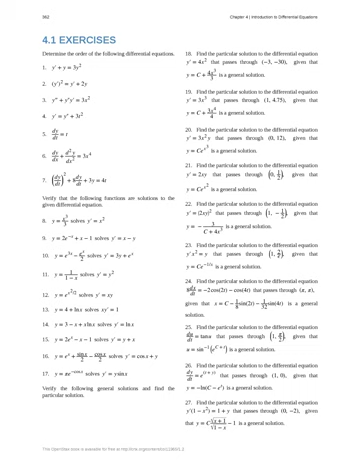 352
Chapter 4 | Introduction to Differential Equations
4.1 EXERCISES
Determine the order of the following differential equations.
1. y′ + y = 3y²
2. (y′)² = y′ + 2y
3. y″ + y″y′ = 3x²
4. y′ = y″ + 3t²
5. dy/dt = t
6. dy/dx + d²y/dx² = 3x⁴
7. (dy/dt)² + 8 dy/dt + 3y = 4t
Verify that the following functions are solutions to the
given differential equation.
8. y = x³/3 solves y′ = x²
9. y = 2e⁻ˣ + x − 1 solves y′ = x − y
10. y = e³ˣ − eˣ/2 solves y′ = 3y + eˣ
11. y = 1/(1 − x) solves y′ = y²
12. y = e^(x²/2) solves y′ = xy
13. y = 4 + ln x solves xy′ = 1
14. y = 3 − x + x ln x solves y′ = ln x
15. y = 2eˣ − x − 1 solves y′ = y + x
16. y = eˣ + sin x/2 − cos x/2 solves y′ = cos x + y
17. y = πe^(−cos x) solves y′ = y sin x
Verify the following general solutions and find the
particular solution.
18. Find the particular solution to the differential equation
y′ = 4x² that passes through (−3, −30), given that
y = C + 4x³/3 is a general solution.
19. Find the particular solution to the differential equation
y′ = 3x³ that passes through (1, 4.75), given that
y = C + 3x⁴/4 is a general solution.
20. Find the particular solution to the differential equation
y′ = 3x²y that passes through (0, 12), given that
y = Ce^(x³) is a general solution.
21. Find the particular solution to the differential equation
y′ = 2xy that passes through (0, 1/2), given that
y = Ce^(x²) is a general solution.
22. Find the particular solution to the differential equation
y′ = (2xy)² that passes through (1, −1/2), given that
y = −3/(C + 4x³) is a general solution.
23. Find the particular solution to the differential equation
y′x² = y that passes through (1, 2/e), given that
y = Ce^(−1/x) is a general solution.
24. Find the particular solution to the differential equation
8 dx/dt = −2cos(2t) − cos(4t) that passes through (π, π),
given that x = C − 1/8 sin(2t) − 1/32 sin(4t) is a general
solution.
25. Find the particular solution to the differential equation
du/dt = tan u that passes through (1, π/2), given that
u = sin⁻¹(e^(C + t)) is a general solution.
26. Find the particular solution to the differential equation
dy/dt = e^(t + y) that passes through (1, 0), given that
y = −ln(C − eᵗ) is a general solution.
27. Find the particular solution to the differential equation
y′(1 − x²) = 1 + y that passes through (0, −2), given
that y = C √(x + 1)/√(1 − x) − 1 is a general solution.